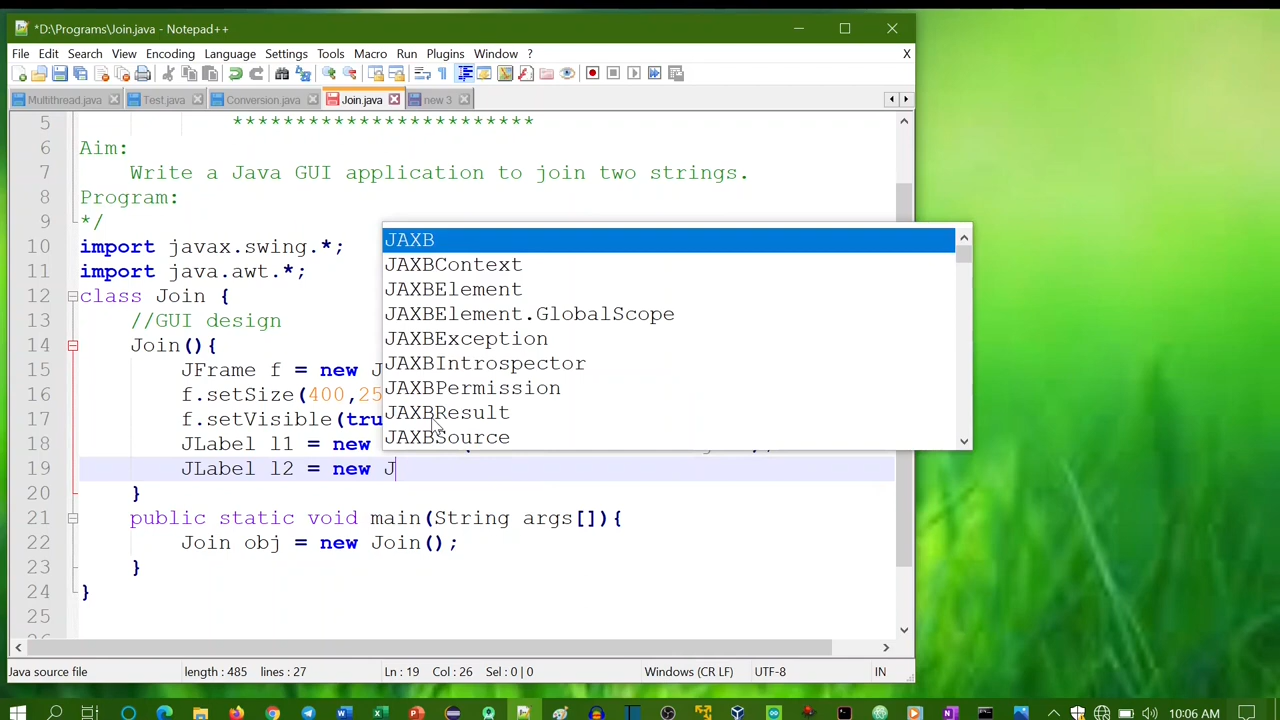 *D:\Programs\Join.java - Notepad++
File Edit Search View Encoding Language Settings Tools Macro Run Plugins Window ? X
Multithread.java Test.java Conversion.java Join.java new 3
5 ************************
6 Aim:
7 Write a Java GUI application to join two strings.
8 Program:
9 */
10 import javax.swing.*;
11 import java.awt.*;
12 class Join {
13 //GUI design
14 Join(){
15 JFrame f = new J
16 f.setSize(400,25
17 f.setVisible(tru
18 JLabel l1 = new
19 JLabel l2 = new J
20 }
21 public static void main(String args[]){
22 Join obj = new Join();
23 }
24 }
25
JAXB
JAXBContext
JAXBElement
JAXBElement.GlobalScope
JAXBException
JAXBIntrospector
JAXBPermission
JAXBResult
JAXBSource
Java source file length : 485 lines : 27 Ln : 19 Col : 26 Sel : 0 | 0 Windows (CR LF) UTF-8 IN
10:06 AM